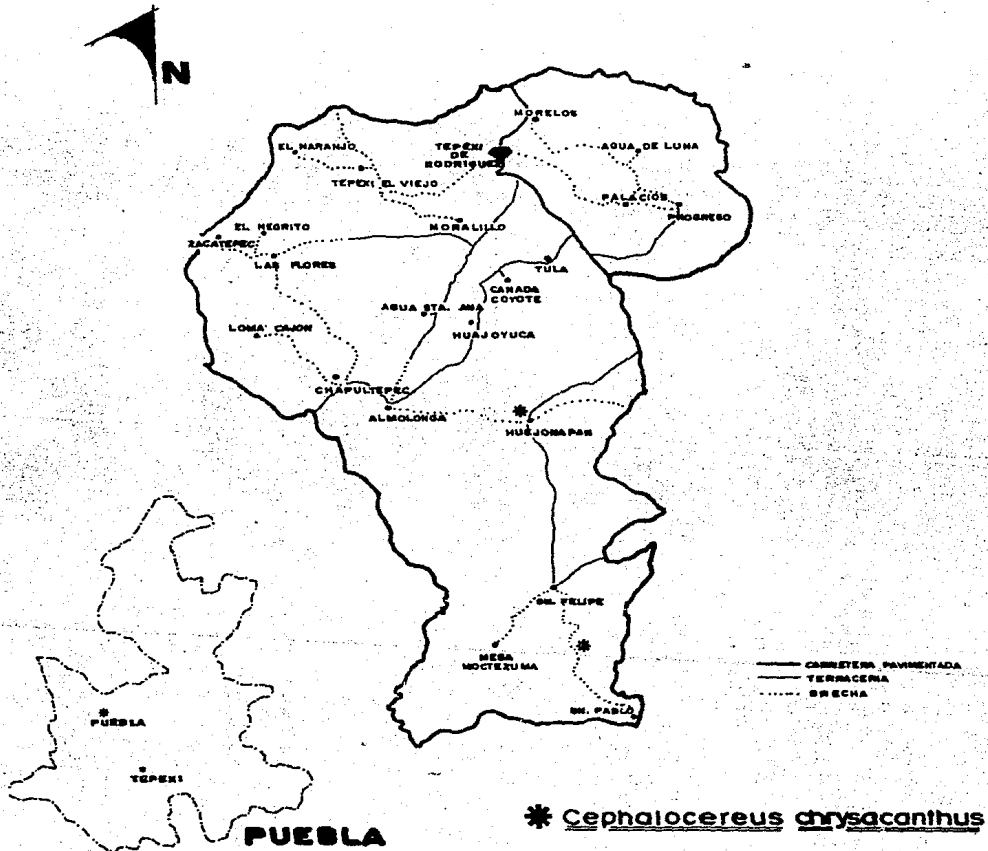 N
MORELOS
EL NARANJO
TEPEXI
DE
RODRIGUEZ
AGUA DE LUNA
TEPEXI EL VIEJO
PALACIOS
PROGRESO
EL NEGRITO
MORALILLO
ZACATEPEC
LAS FLORES
TULA
CANADA
COYOTE
AGUA STA. ANA
LOMA CAJON
HUAJOYUCA
CHAPULTEPEC
ALMOLONGA
HUEJONAPAN
SN. FELIPE
MESA
MOCTEZUMA
SN. PABLO
CARRETERA PAVIMENTADA
TERRACERIA
BRECHA
PUEBLA
TEPEXI
PUEBLA
Cephalocereus chrysacanthus